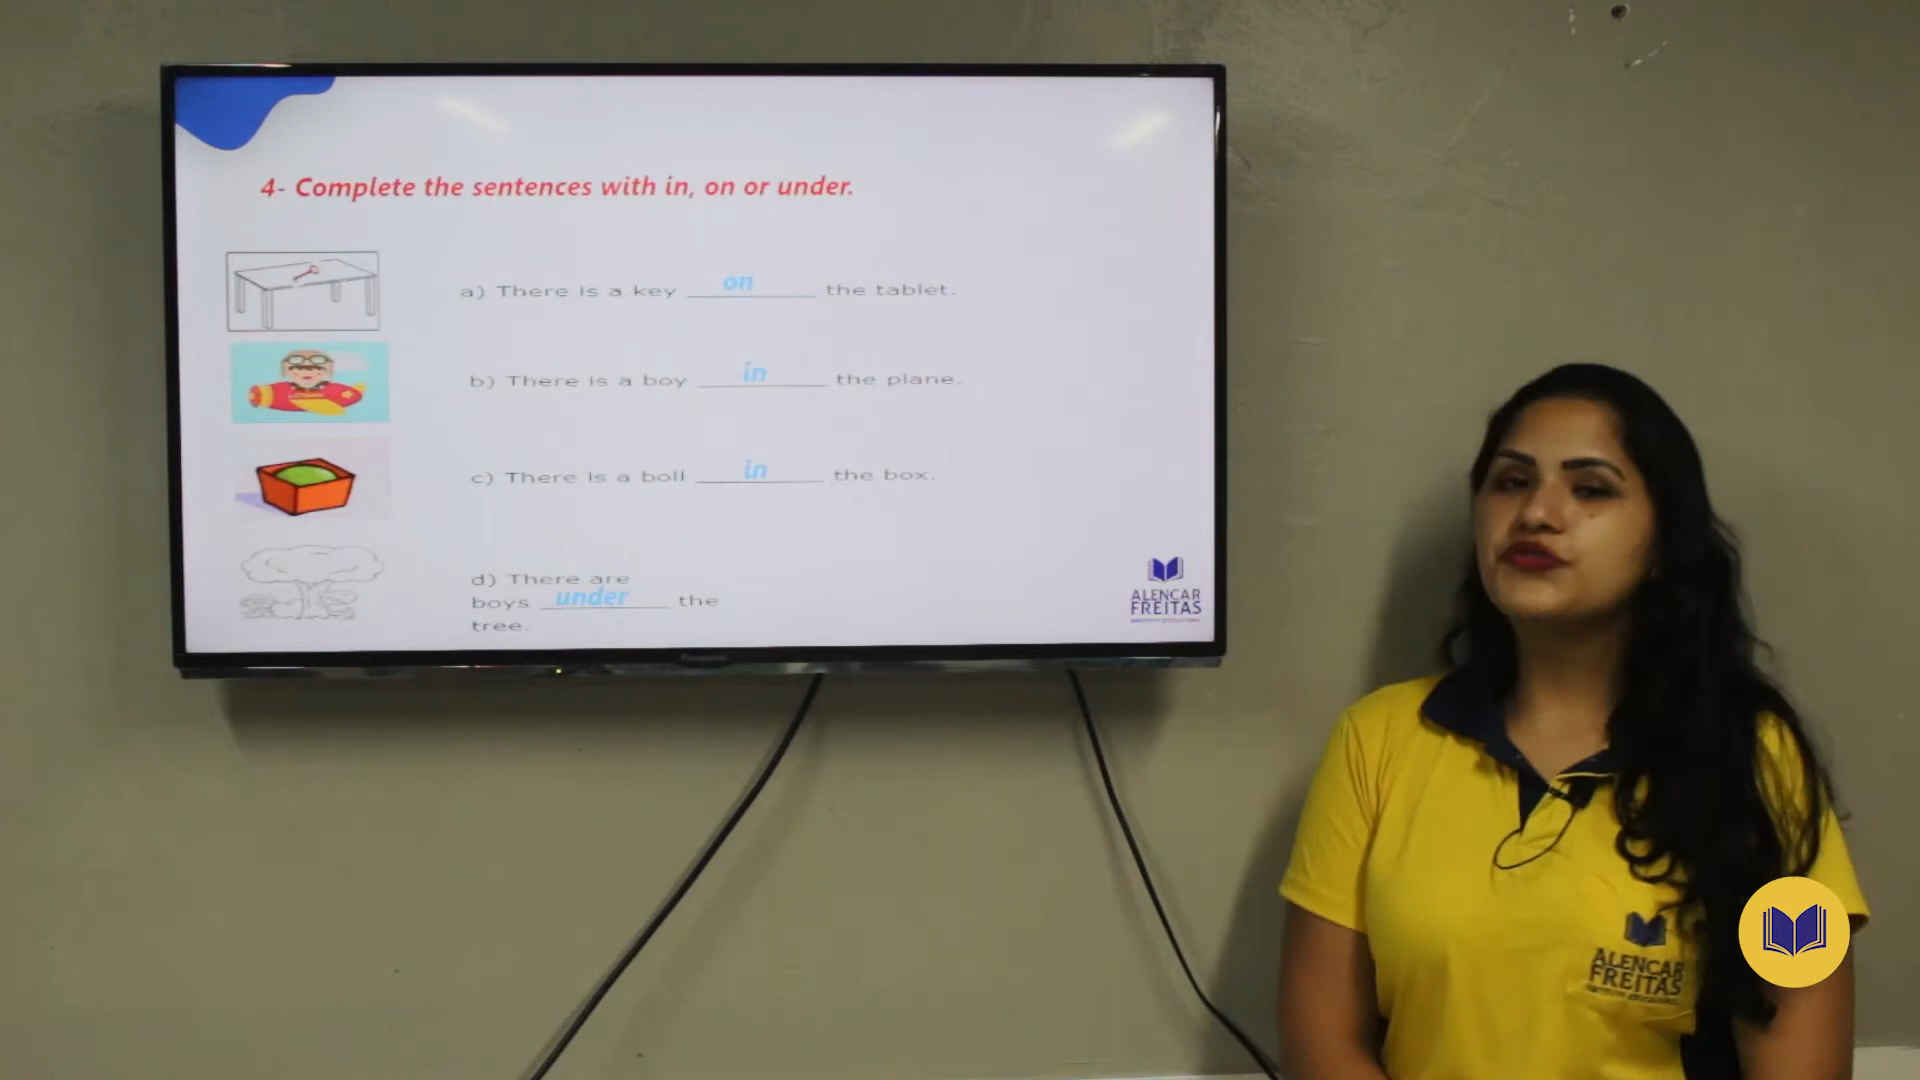 4- Complete the sentences with in, on or under.
a) There is a key on the tablet.
b) There is a boy in the plane.
c) There is a boll in the box.
d) There are
boys under the
tree.
ALENCAR
FREITAS
ALENCAR
FREITAS